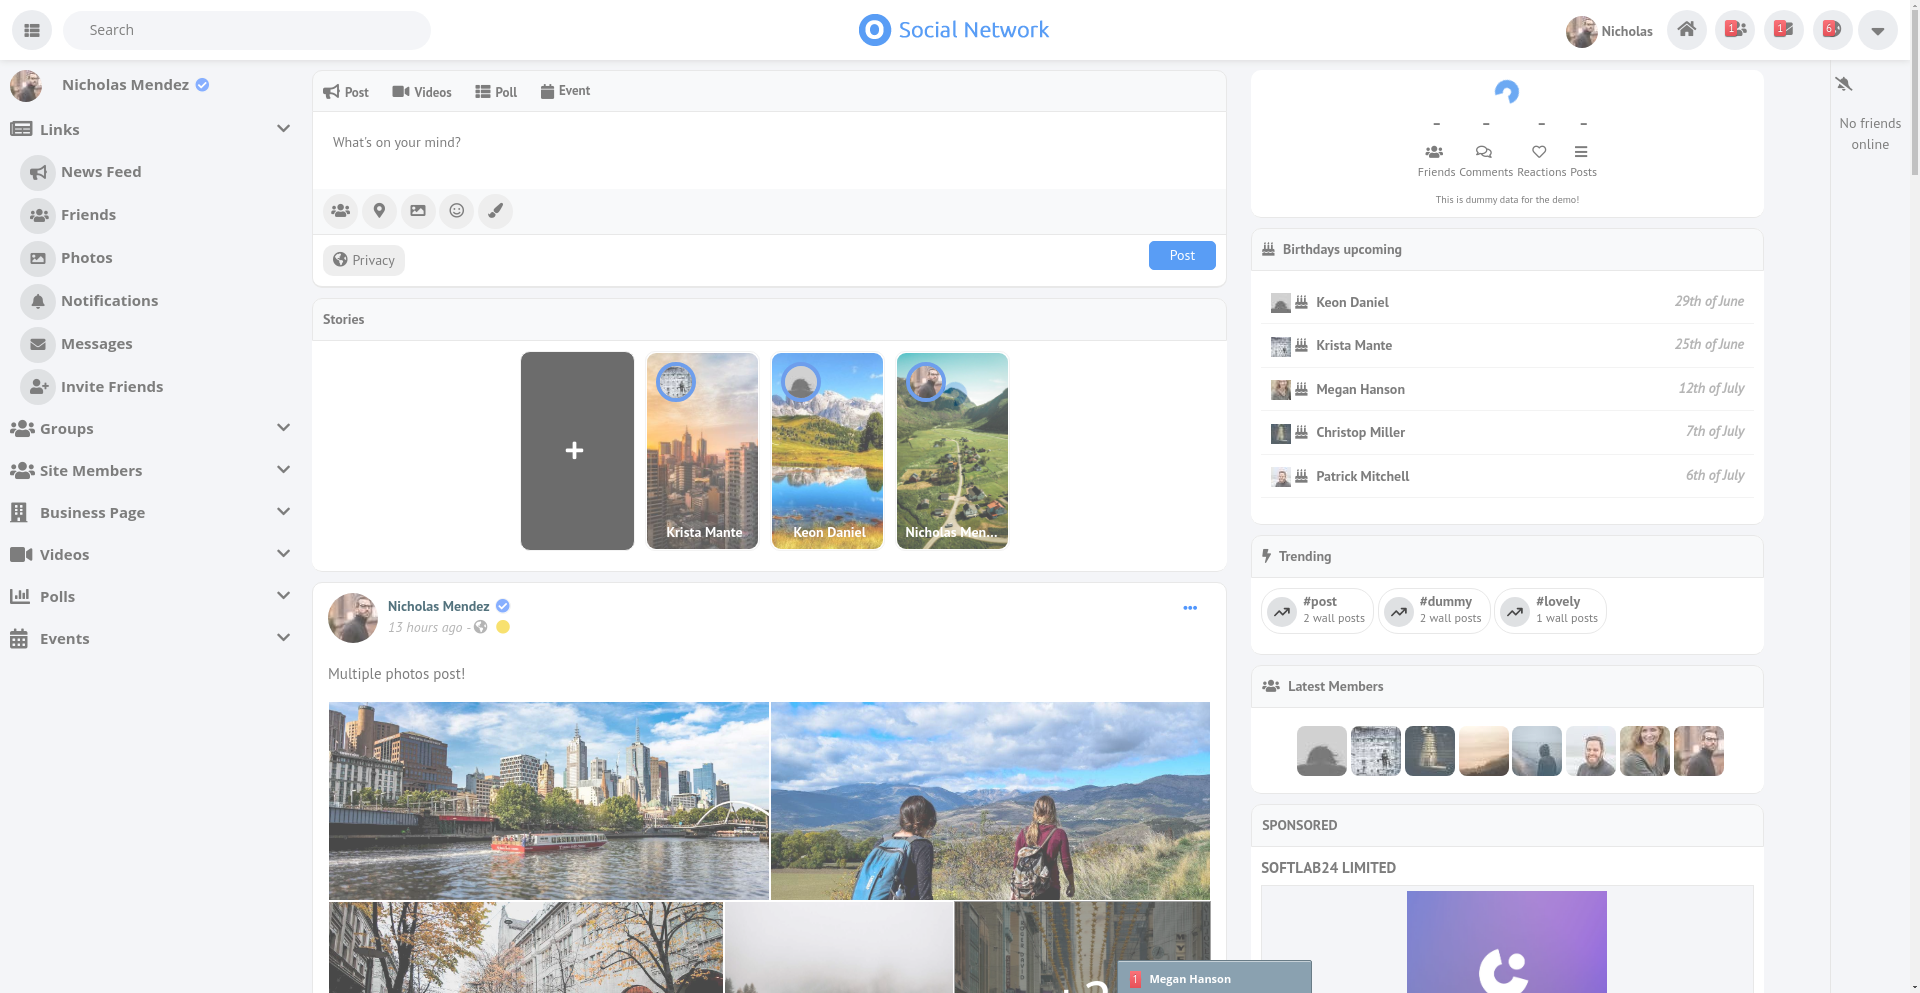 Search
Social Network
Nicholas
1
1
6
Nicholas Mendez
Links
News Feed
Friends
Photos
Notifications
Messages
Invite Friends
Groups
Site Members
Business Page
Videos
Polls
Events
Post
Videos
Poll
Event
What's on your mind?
Privacy
Post
Stories
Krista Mante
Keon Daniel
Nicholas Men...
Nicholas Mendez
13 hours ago -
Multiple photos post!
1 Megan Hanson
- - - -
Friends Comments Reactions Posts
This is dummy data for the demo!
Birthdays upcoming
Keon Daniel 29th of June
Krista Mante 25th of June
Megan Hanson 12th of July
Christop Miller 7th of July
Patrick Mitchell 6th of July
Trending
#post
2 wall posts
#dummy
2 wall posts
#lovely
1 wall posts
Latest Members
SPONSORED
SOFTLAB24 LIMITED
No friends
online